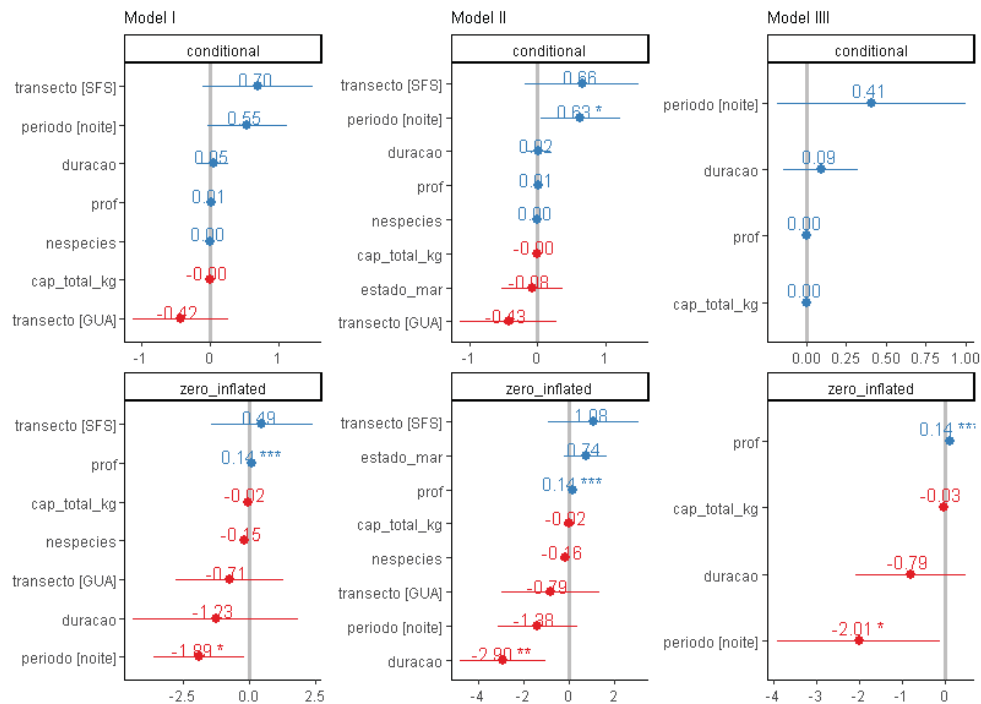 Model I
conditional
transecto [SFS]
0.70
periodo [noite]
0.55
duracao
0.05
prof
0.01
nespecies
0.00
cap_total_kg
-0.00
transecto [GUA]
-0.42
-1 0 1
zero_inflated
transecto [SFS]
0.49
prof
0.14 ***
cap_total_kg
-0.02
nespecies
-0.15
transecto [GUA]
-0.71
duracao
-1.23
periodo [noite]
-1.89 *
-2.5 0.0 2.5
Model II
conditional
transecto [SFS]
0.66
periodo [noite]
0.63 *
duracao
0.02
prof
0.01
nespecies
0.00
cap_total_kg
-0.00
estado_mar
-0.08
transecto [GUA]
-0.43
-1 0 1
zero_inflated
transecto [SFS]
1.08
estado_mar
0.74
prof
0.14 ***
cap_total_kg
-0.02
nespecies
-0.16
transecto [GUA]
-0.79
periodo [noite]
-1.38
duracao
-2.90 **
-4 -2 0 2
Model IIII
conditional
periodo [noite]
0.41
duracao
0.09
prof
0.00
cap_total_kg
0.00
0.00 0.25 0.50 0.75 1.00
zero_inflated
prof
0.14 ***
cap_total_kg
-0.03
duracao
-0.79
periodo [noite]
-2.01 *
-4 -3 -2 -1 0